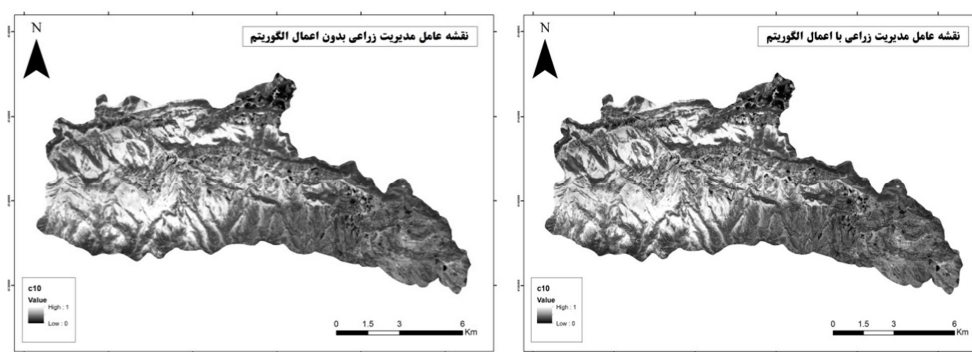 نقشه عامل مدیریت زراعی بدون اعمال الگوریتم
N
c10
Value
High : 1
Low : 0
0 1.5 3 6
Km
نقشه عامل مدیریت زراعی با اعمال الگوریتم
N
c10
Value
High : 1
Low : 0
0 1.5 3 6
Km